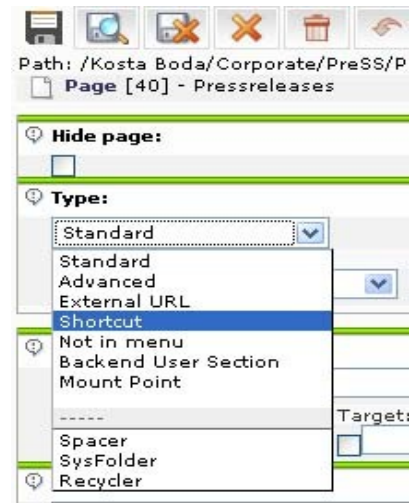 Path: /Kosta Boda/Corporate/PreSS/P
Page [40] - Pressreleases
Hide page:
Type:
Standard
Standard
Advanced
External URL
Shortcut
Not in menu
Backend User Section
Mount Point
-----
Target:
Spacer
SysFolder
Recycler